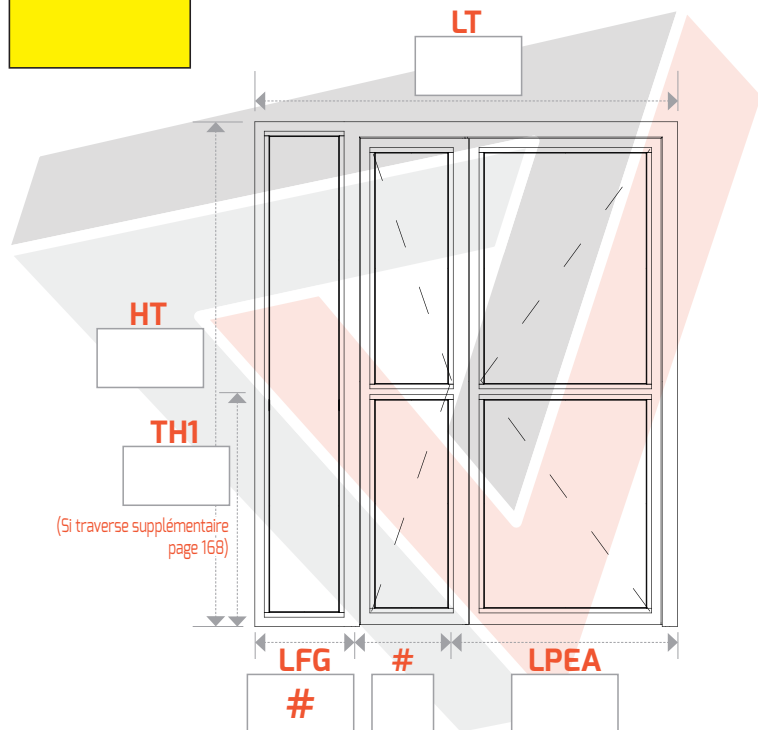 LT
HT
TH1
(Si traverse supplémentaire
page 168)
LFG
#
LPEA
#